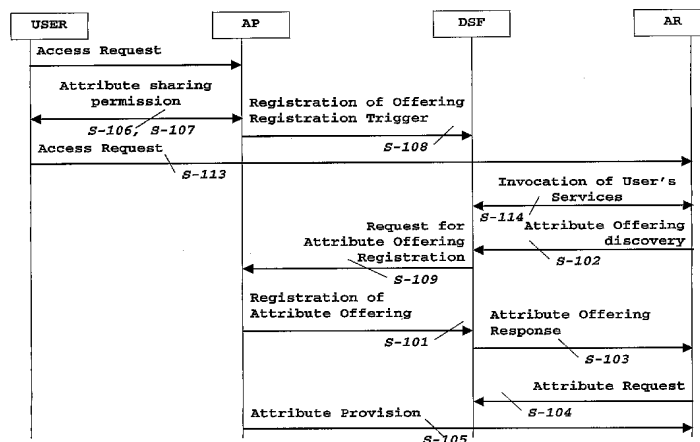 USER AP DSF AR
Access Request
Attribute sharing
permission
S-106, S-107
Registration of Offering
Registration Trigger
S-108
Access Request
S-113
Invocation of User's
Services
S-114
Attribute Offering
discovery
S-102
Request for
Attribute Offering
Registration
S-109
Registration of
Attribute Offering
S-101
Attribute Offering
Response
S-103
Attribute Request
S-104
Attribute Provision
S-105